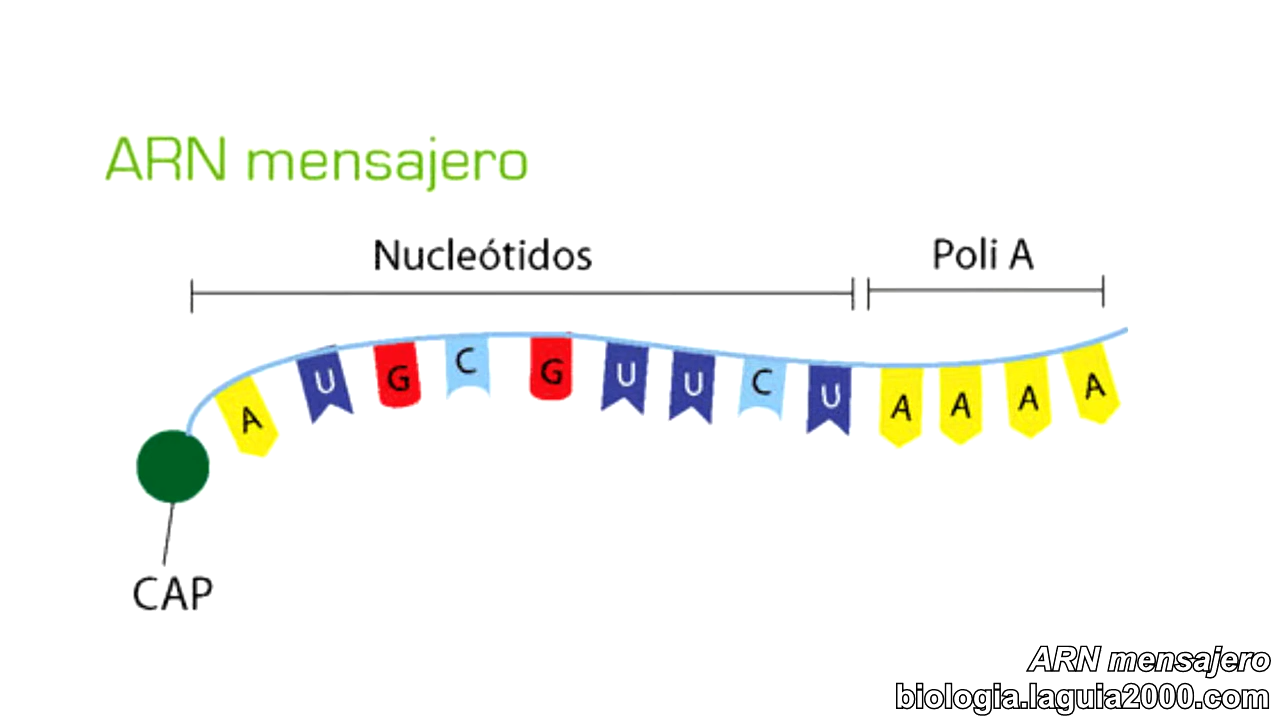 ARN mensajero
Nucleótidos Poli A
A U G C G U U C U A A A A
CAP
ARN mensajero
biologia.laguia2000.com